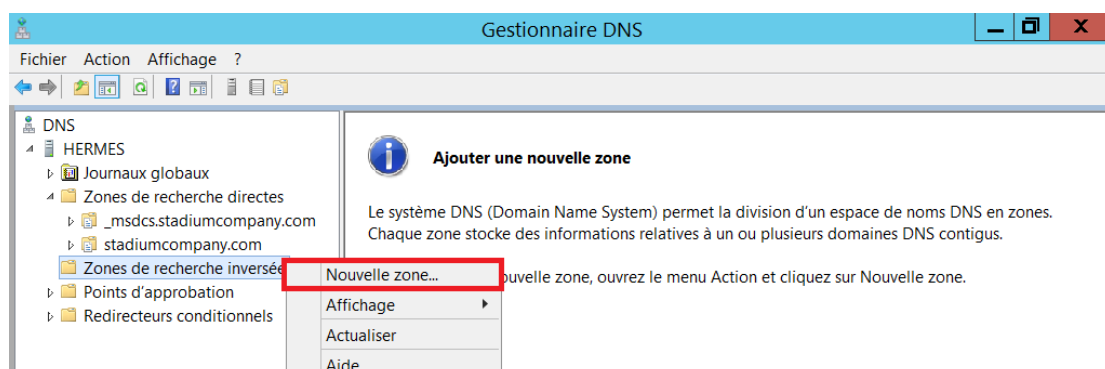 Gestionnaire DNS
Fichier Action Affichage ?
DNS
HERMES
Journaux globaux
Zones de recherche directes
_msdcs.stadiumcompany.com
stadiumcompany.com
Zones de recherche inversée
Points d'approbation
Redirecteurs conditionnels
Nouvelle zone...
Affichage
Actualiser
Aide
Ajouter une nouvelle zone
Le système DNS (Domain Name System) permet la division d'un espace de noms DNS en zones.
Chaque zone stocke des informations relatives à un ou plusieurs domaines DNS contigus.
ouvelle zone, ouvrez le menu Action et cliquez sur Nouvelle zone.